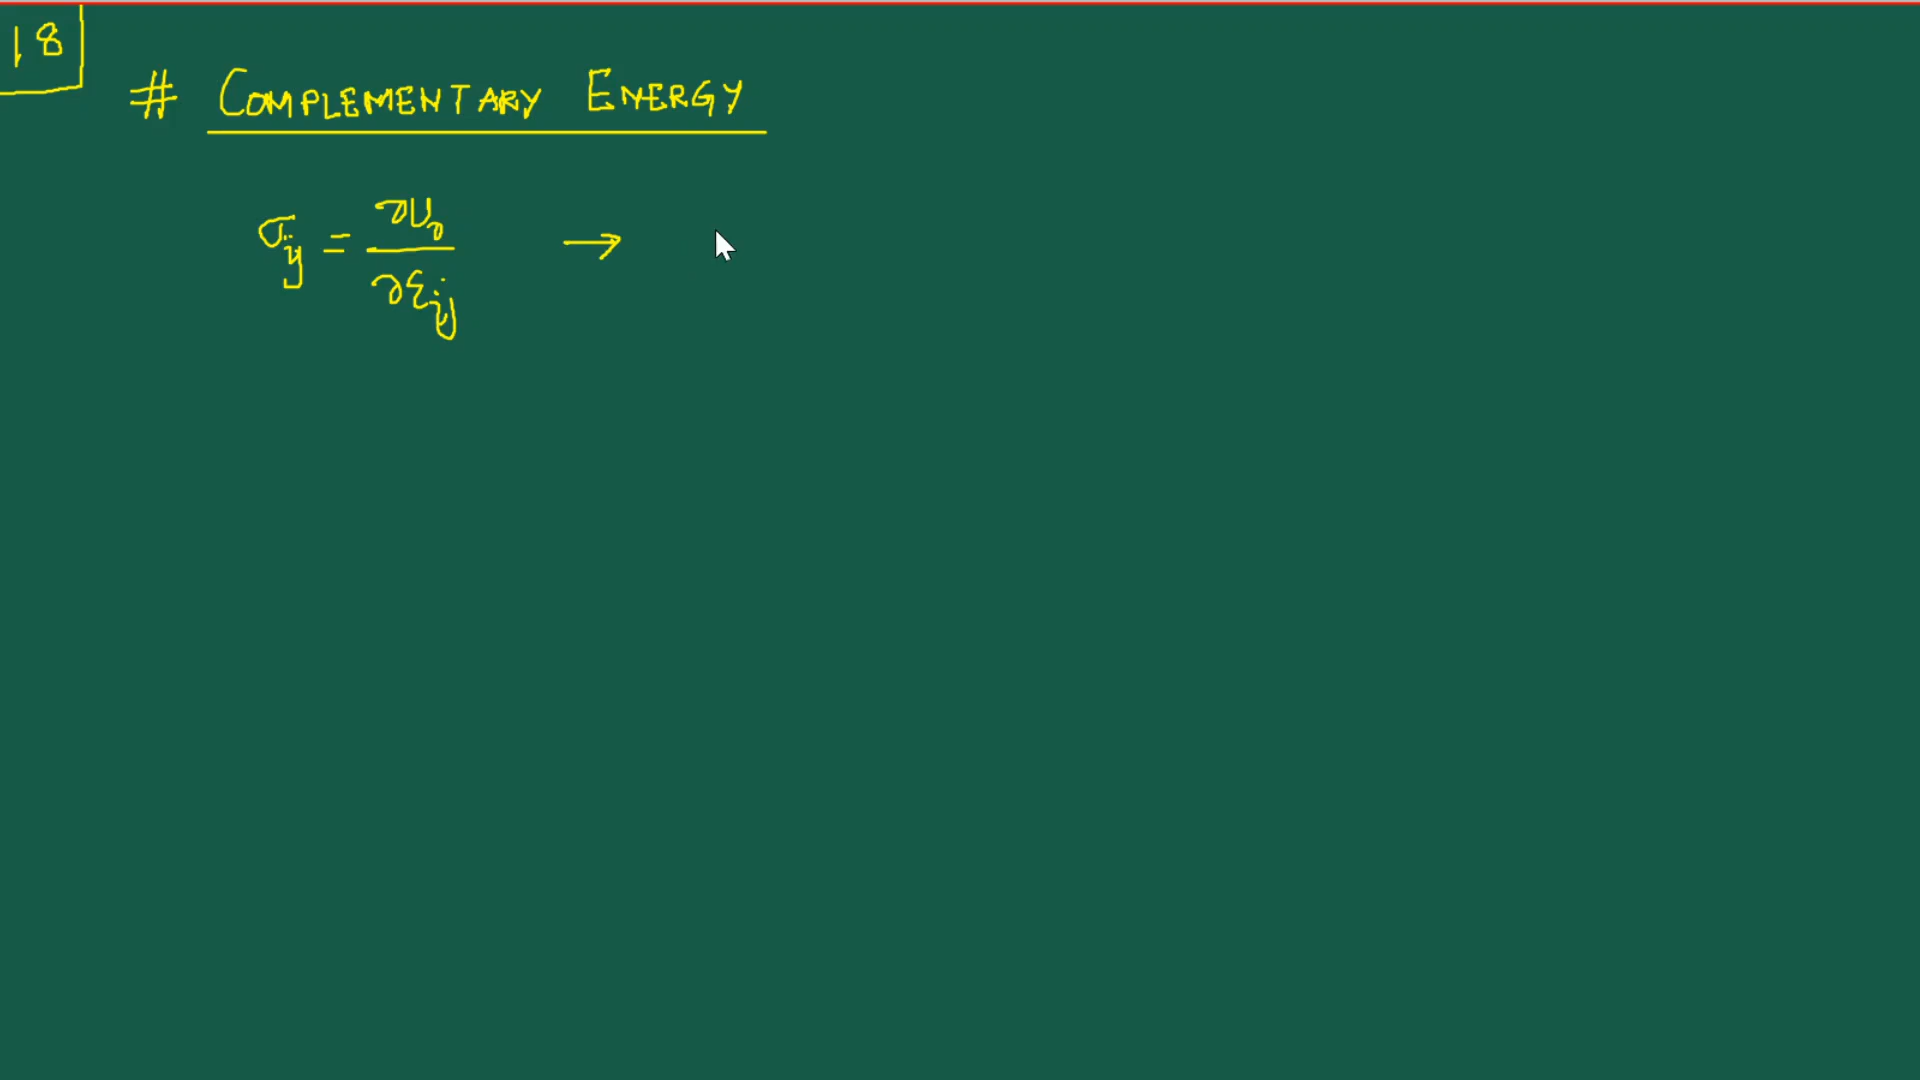 18
# COMPLEMENTARY ENERGY
σij = ∂U₀/∂εij →